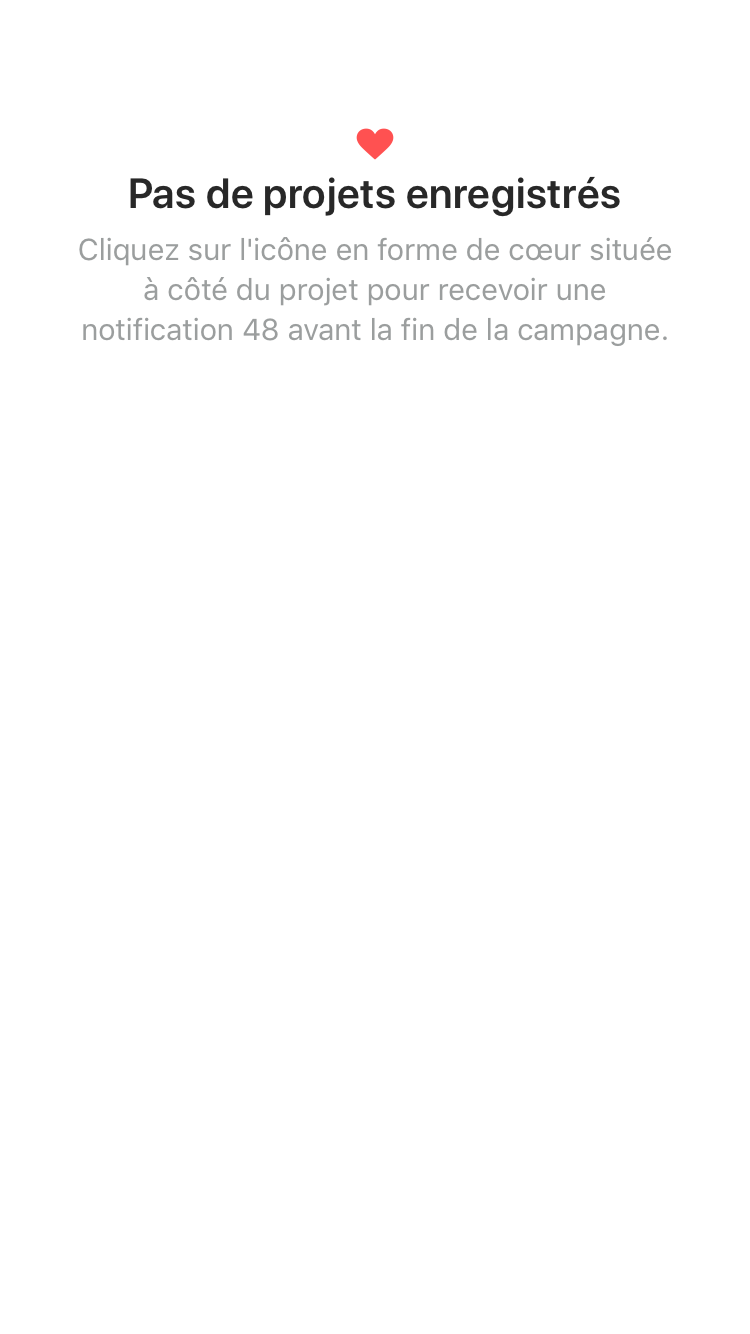 Pas de projets enregistrés
Cliquez sur l'icône en forme de cœur située
à côté du projet pour recevoir une
notification 48 avant la fin de la campagne.